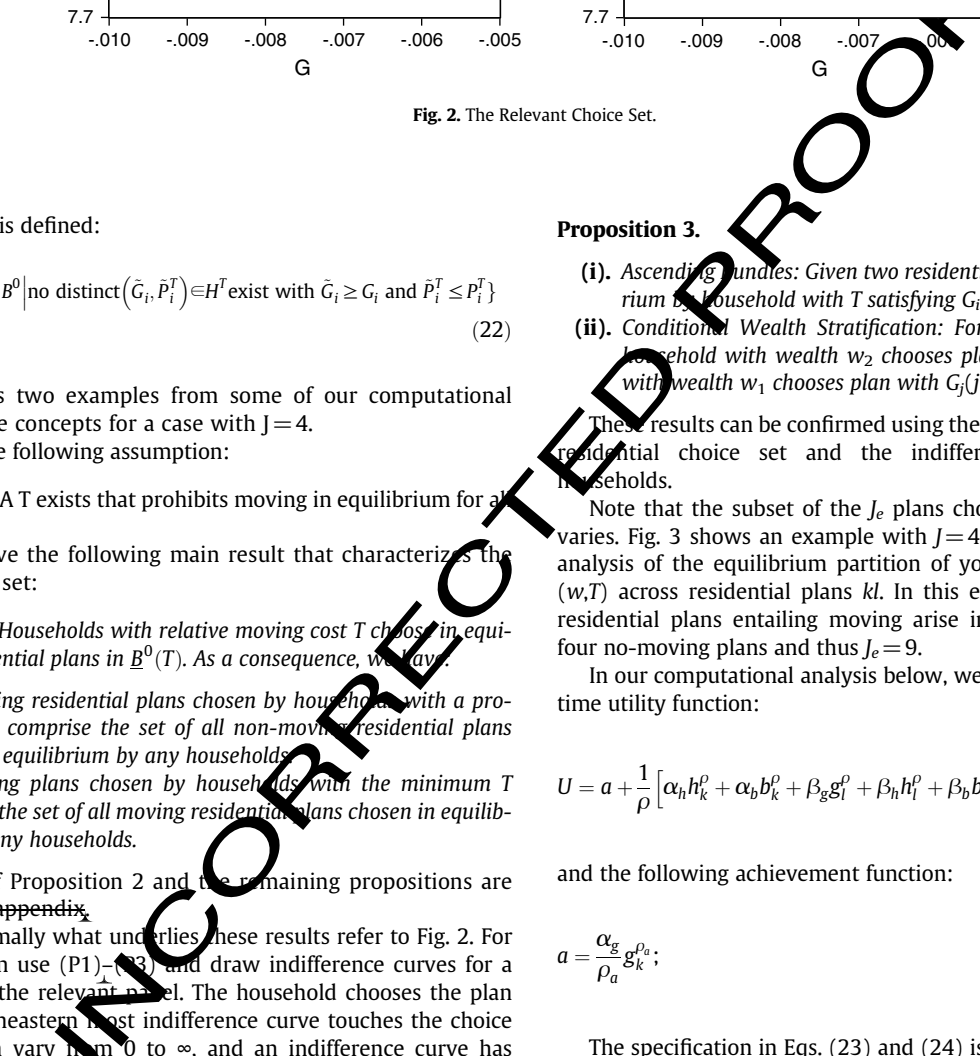 7.7
-.010 -.009 -.008 -.007 -.006 -.005
G
7.7
-.010 -.009 -.008 -.007
G
Fig. 2. The Relevant Choice Set.
is defined:
B⁰|no distinct(G̃ᵢ, P̃ᵢᵀ)∈Hᵀexist with G̃ᵢ ≥ Gᵢ and P̃ᵢᵀ ≤ Pᵢᵀ}
(22)
s two examples from some of our computational
e concepts for a case with J = 4.
e following assumption:
A T exists that prohibits moving in equilibrium for all
ve the following main result that characterizes the
set:
Households with relative moving cost T choose in equi-
ential plans in B̲⁰(T). As a consequence, we have:
ing residential plans chosen by households with a pro-
comprise the set of all non-moving residential plans
equilibrium by any households.
ng plans chosen by households with the minimum T
the set of all moving residential plans chosen in equilib-
ny households.
f Proposition 2 and the remaining propositions are
appendix.
mally what underlies these results refer to Fig. 2. For
n use (P1)–(P3) and draw indifference curves for a
the relevant panel. The household chooses the plan
heastern most indifference curve touches the choice
n vary from 0 to ∞, and an indifference curve has
Proposition 3.
(i). Ascending Bundles: Given two resident
rium by household with T satisfying Gᵢ
(ii). Conditional Wealth Stratification: For
household with wealth w₂ chooses pl
with wealth w₁ chooses plan with Gⱼ(j
These results can be confirmed using the
residential choice set and the indiffer
households.
Note that the subset of the Jₑ plans cho
varies. Fig. 3 shows an example with J = 4
analysis of the equilibrium partition of yo
(w,T) across residential plans kl. In this e
residential plans entailing moving arise in
four no-moving plans and thus Jₑ = 9.
In our computational analysis below, we
time utility function:
U = a + 1/ρ [αₕhₖ^ρ + α_b bₖ^ρ + β_g gₗ^ρ + βₕhₗ^ρ + β_b b
and the following achievement function:
a = α_g/ρₐ gₖ^ρₐ;
The specification in Eqs. (23) and (24) is
INCORRECTED PROOF